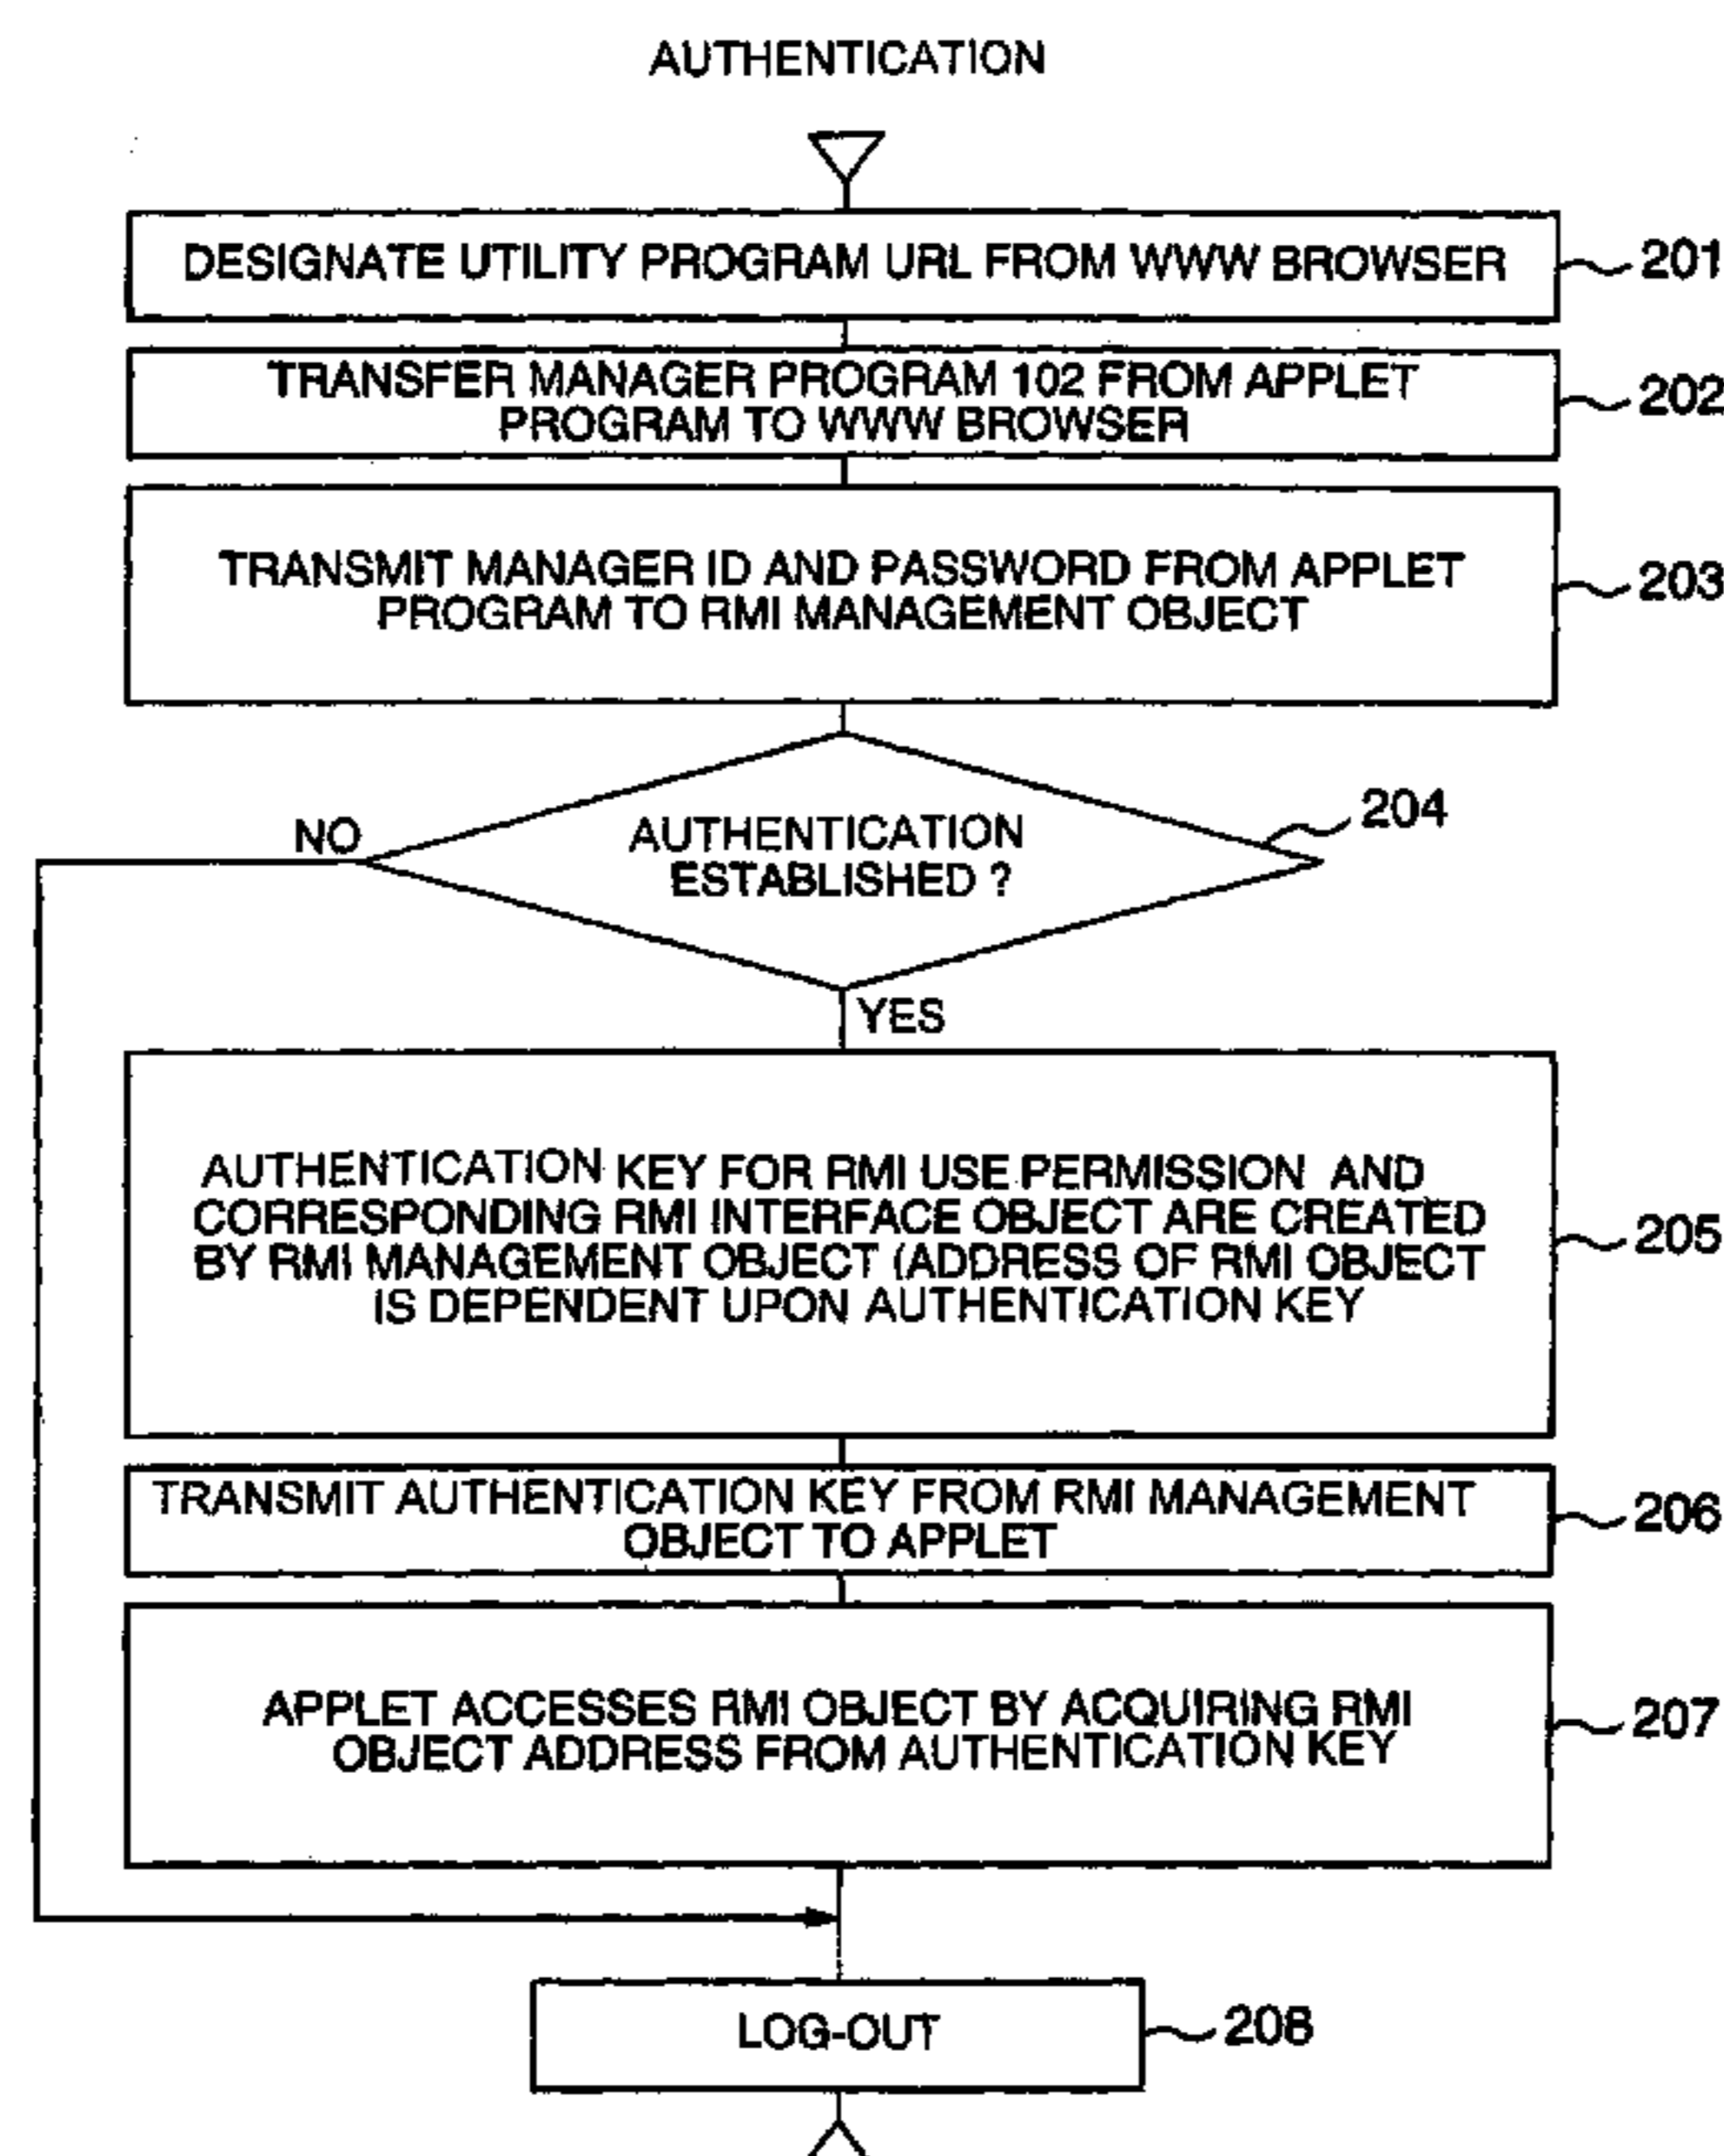 AUTHENTICATION
DESIGNATE UTILITY PROGRAM URL FROM WWW BROWSER
201
TRANSFER MANAGER PROGRAM 102 FROM APPLET
PROGRAM TO WWW BROWSER
202
TRANSMIT MANAGER ID AND PASSWORD FROM APPLET
PROGRAM TO RMI MANAGEMENT OBJECT
203
NO
AUTHENTICATION
ESTABLISHED ?
204
YES
AUTHENTICATION KEY FOR RMI USE PERMISSION AND
CORRESPONDING RMI INTERFACE OBJECT ARE CREATED
BY RMI MANAGEMENT OBJECT (ADDRESS OF RMI OBJECT
IS DEPENDENT UPON AUTHENTICATION KEY
205
TRANSMIT AUTHENTICATION KEY FROM RMI MANAGEMENT
OBJECT TO APPLET
206
APPLET ACCESSES RMI OBJECT BY ACQUIRING RMI
OBJECT ADDRESS FROM AUTHENTICATION KEY
207
LOG-OUT
208